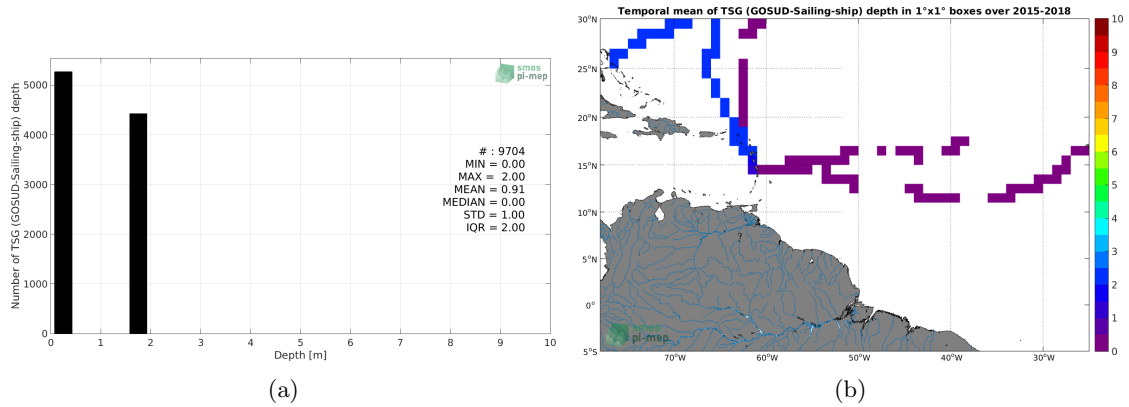 Number of TSG (GOSUD-Sailing-ship) depth
5000
4000
3000
2000
1000
0
0 1 2 3 4 5 6 7 8 9 10
Depth [m]
smos
pi-mep
# : 9704
MIN = 0.00
MAX = 2.00
MEAN = 0.91
MEDIAN = 0.00
STD = 1.00
IQR = 2.00
(a)
Temporal mean of TSG (GOSUD-Sailing-ship) depth in 1°x1° boxes over 2015-2018
30°N
25°N
20°N
15°N
10°N
5°N
0°
5°S
70°W 60°W 50°W 40°W 30°W
smos
pi-mep
10
9
8
7
6
5
4
3
2
1
0
(b)